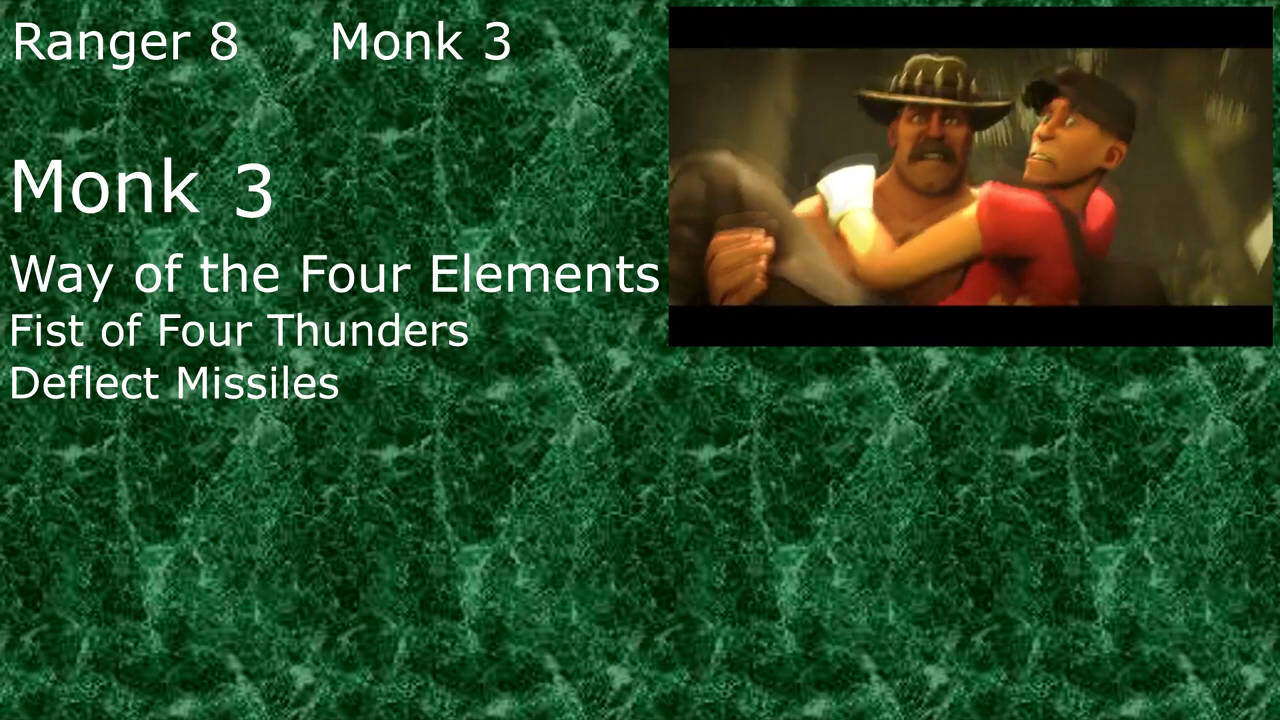 Ranger 8 Monk 3
Monk 3
Way of the Four Elements
Fist of Four Thunders
Deflect Missiles